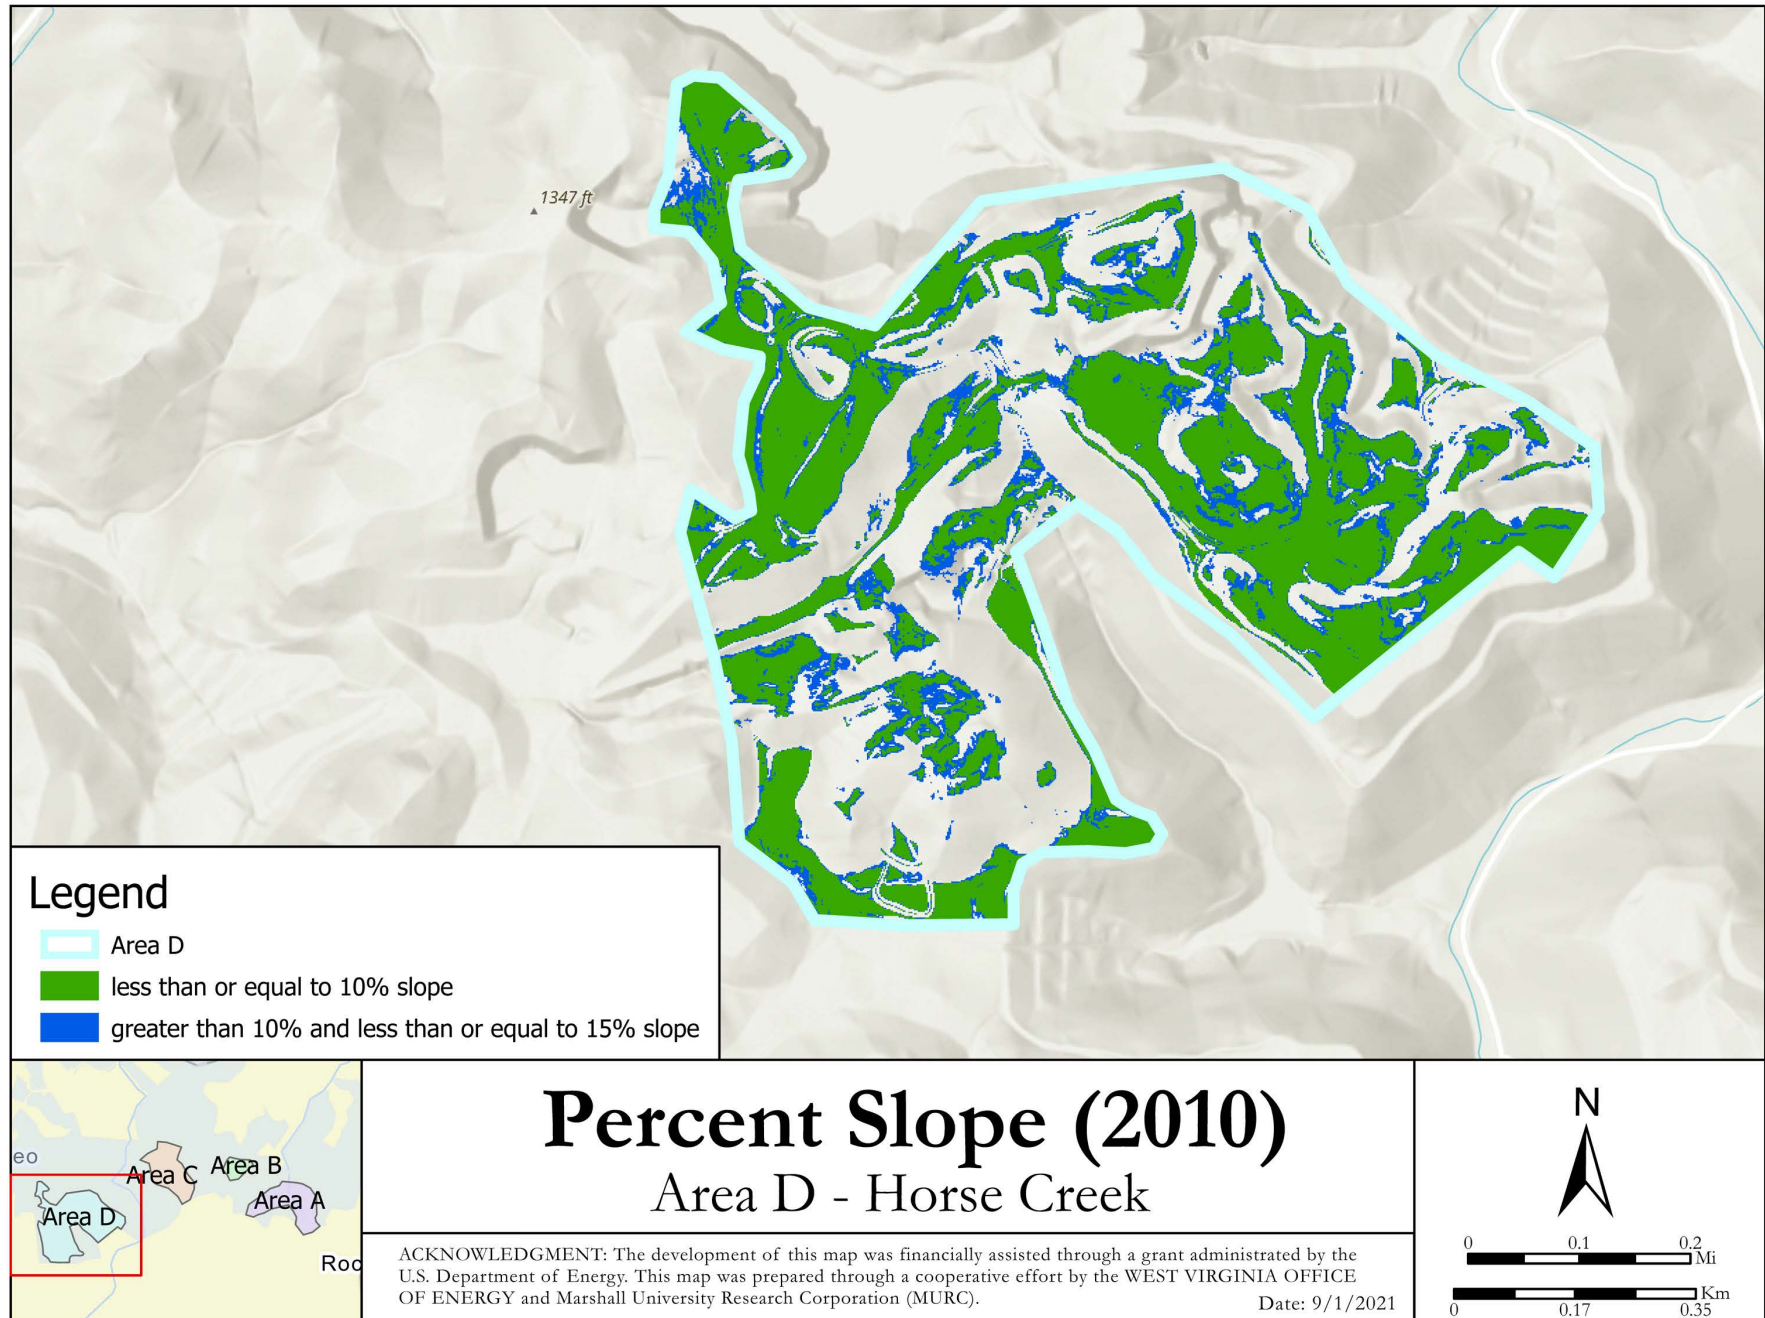 1347 ft
Legend
Area D
less than or equal to 10% slope
greater than 10% and less than or equal to 15% slope
eo
Area C
Area B
Area A
Area D
Roc
Percent Slope (2010)
Area D - Horse Creek
ACKNOWLEDGMENT: The development of this map was financially assisted through a grant administrated by the
U.S. Department of Energy. This map was prepared through a cooperative effort by the WEST VIRGINIA OFFICE
OF ENERGY and Marshall University Research Corporation (MURC).
Date: 9/1/2021
N
0 0.1 0.2
Mi
Km
0 0.17 0.35